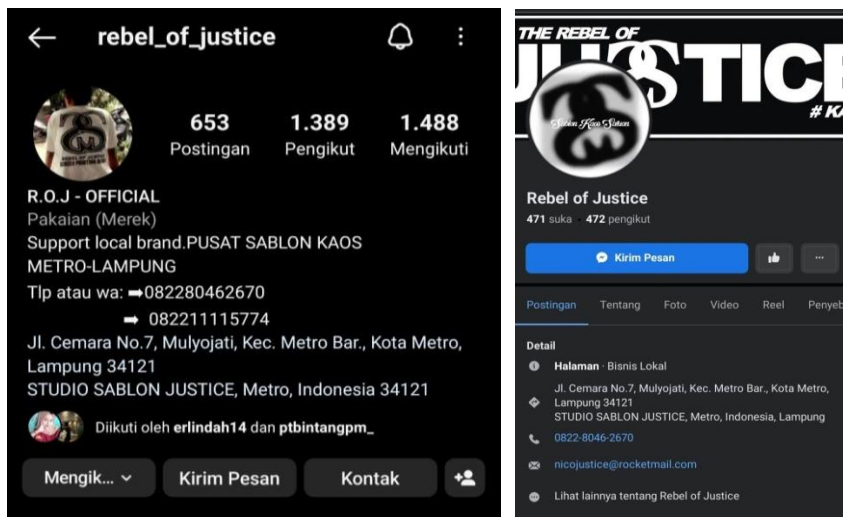 rebel_of_justice
653 1.389 1.488
Postingan Pengikut Mengikuti
R.O.J - OFFICIAL
Pakaian (Merek)
Support local brand.PUSAT SABLON KAOS
METRO-LAMPUNG
Tlp atau wa: ➡082280462670
➡ 082211115774
Jl. Cemara No.7, Mulyojati, Kec. Metro Bar., Kota Metro,
Lampung 34121
STUDIO SABLON JUSTICE, Metro, Indonesia 34121
Diikuti oleh erlindah14 dan ptbintangpm_
Mengik... Kirim Pesan Kontak
THE REBEL OF
JUSTICE
# KA
Sablon Kaos Satuan
Rebel of Justice
471 suka · 472 pengikut
Kirim Pesan ...
Postingan Tentang Foto Video Reel Penyeb
Detail
Halaman · Bisnis Lokal
Jl. Cemara No.7, Mulyojati, Kec. Metro Bar., Kota Metro,
Lampung 34121
STUDIO SABLON JUSTICE, Metro, Indonesia, Lampung
0822-8046-2670
nicojustice@rocketmail.com
Lihat lainnya tentang Rebel of Justice